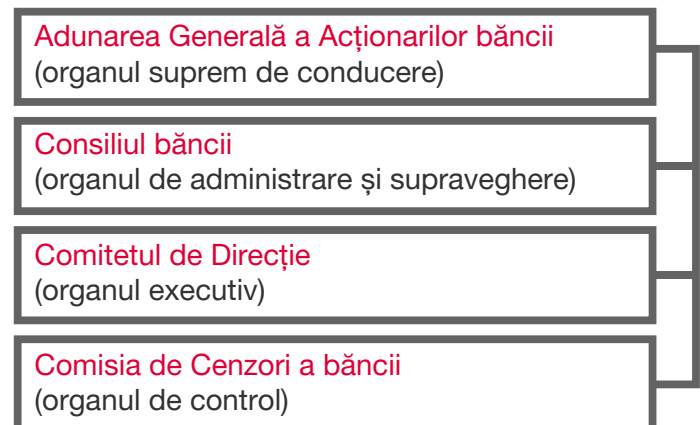 Adunarea Generală a Acționarilor băncii
(organul suprem de conducere)
Consiliul băncii
(organul de administrare și supraveghere)
Comitetul de Direcție
(organul executiv)
Comisia de Cenzori a băncii
(organul de control)